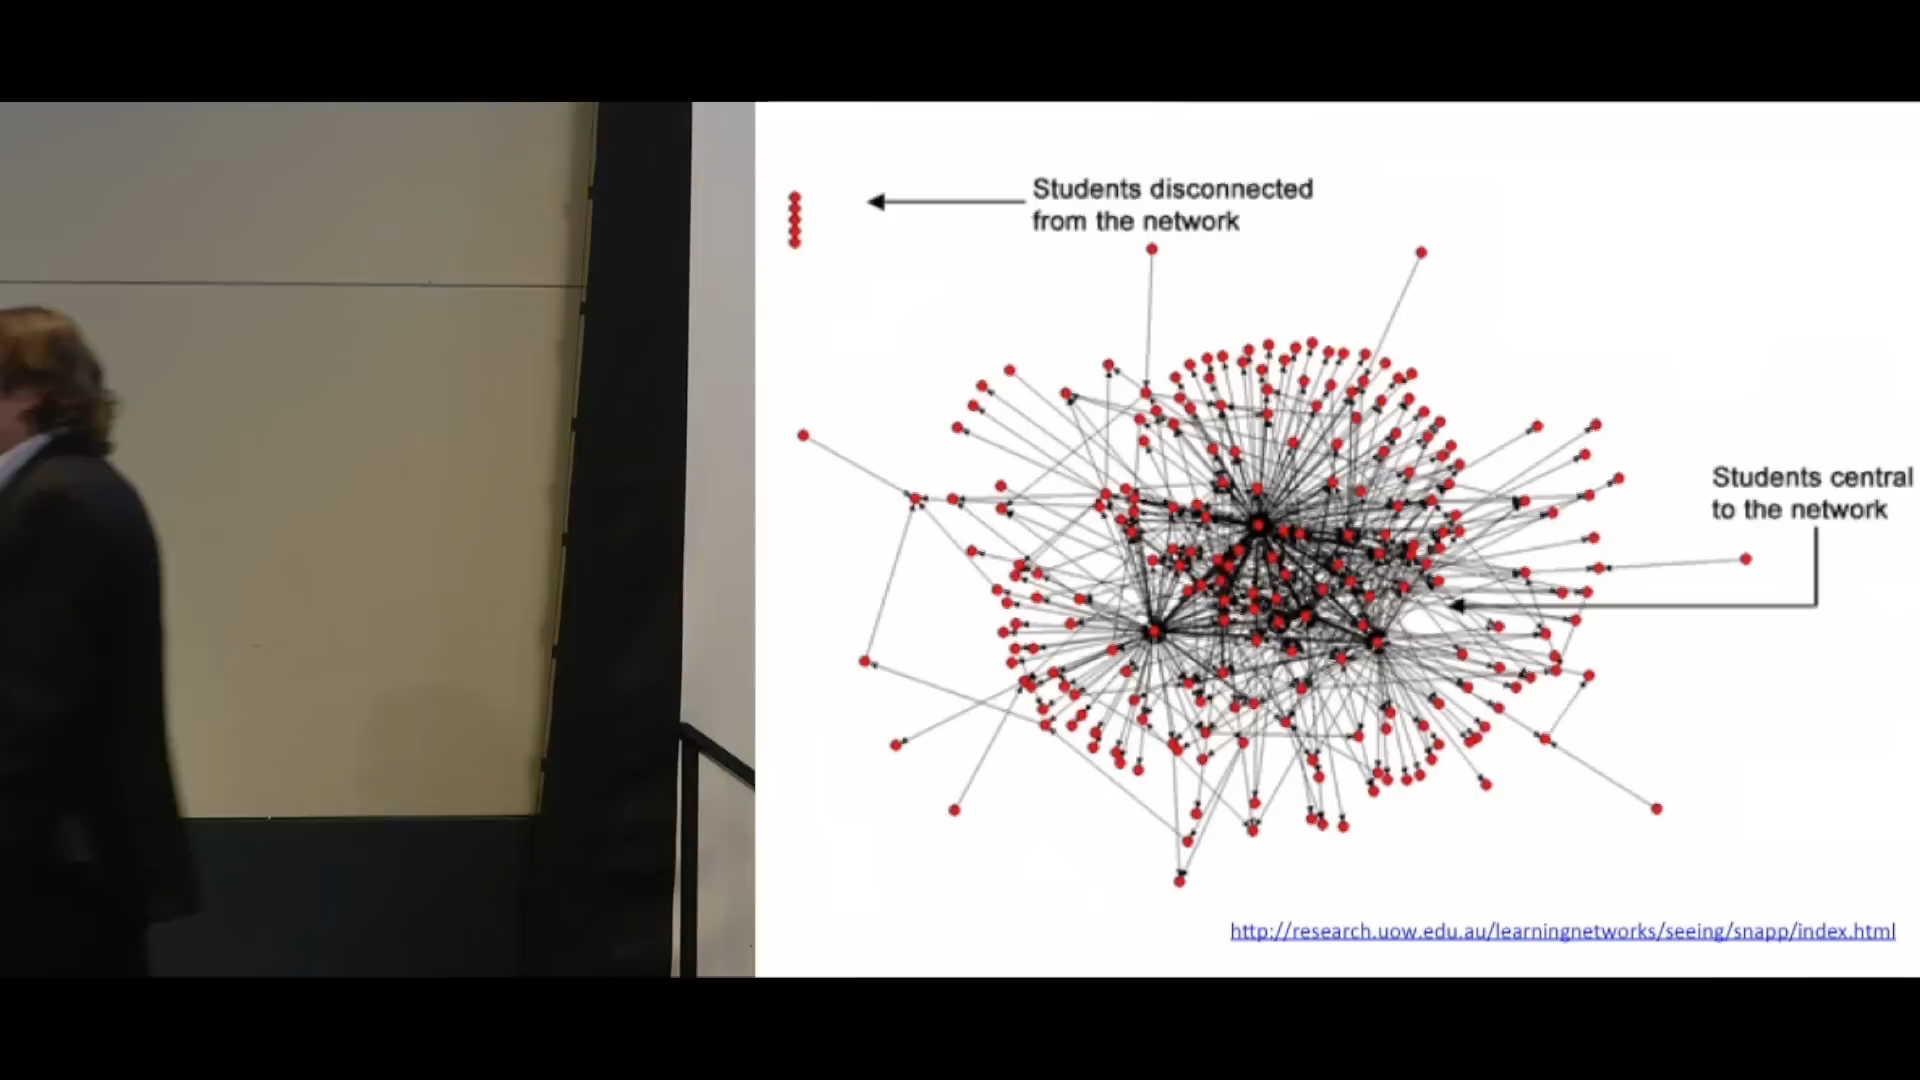 Students disconnected
from the network
Students central
to the network
http://research.uow.edu.au/learningnetworks/seeing/snapp/index.html